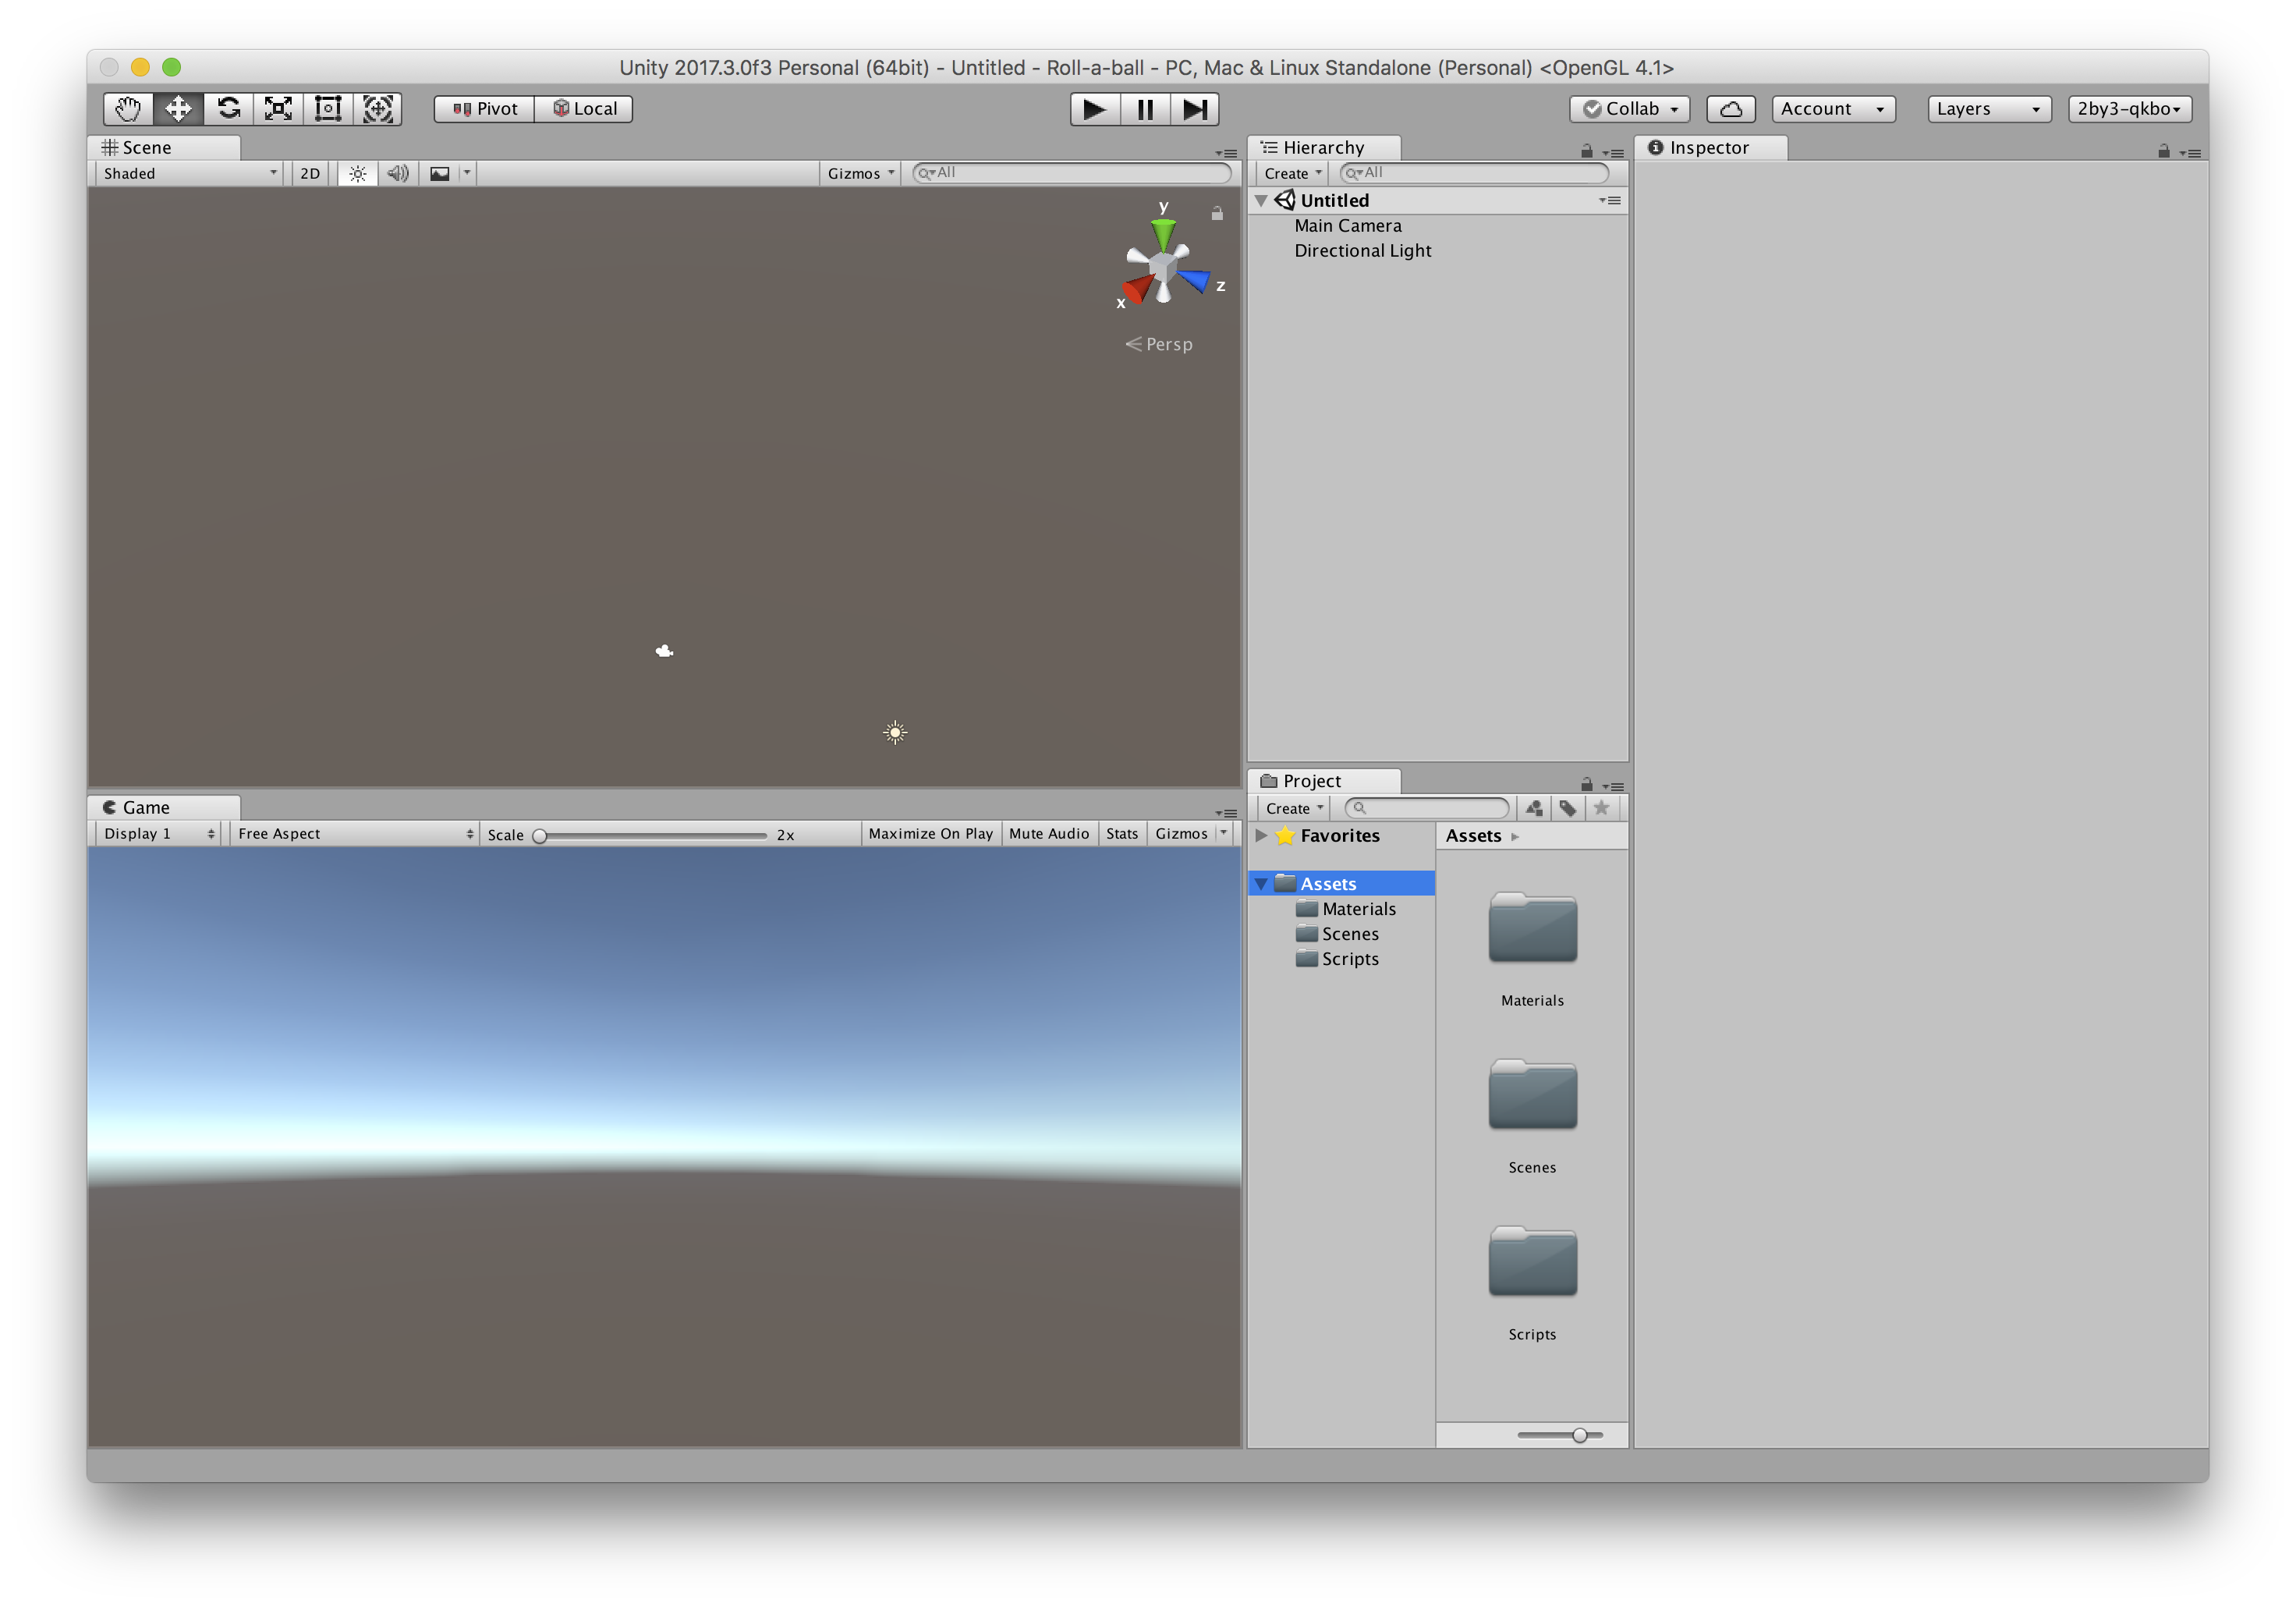 Unity 2017.3.0f3 Personal (64bit) - Untitled - Roll-a-ball - PC, Mac & Linux Standalone (Personal) <OpenGL 4.1>
Pivot Local Collab Account Layers 2by3-qkbo
Scene
Shaded 2D Gizmos All
y
x
z
Persp
Hierarchy
Create All
Untitled
Main Camera
Directional Light
Inspector
Game
Display 1 Free Aspect Scale 2x Maximize On Play Mute Audio Stats Gizmos
Project
Create
Favorites
Assets
Materials
Scenes
Scripts
Assets
Materials
Scenes
Scripts